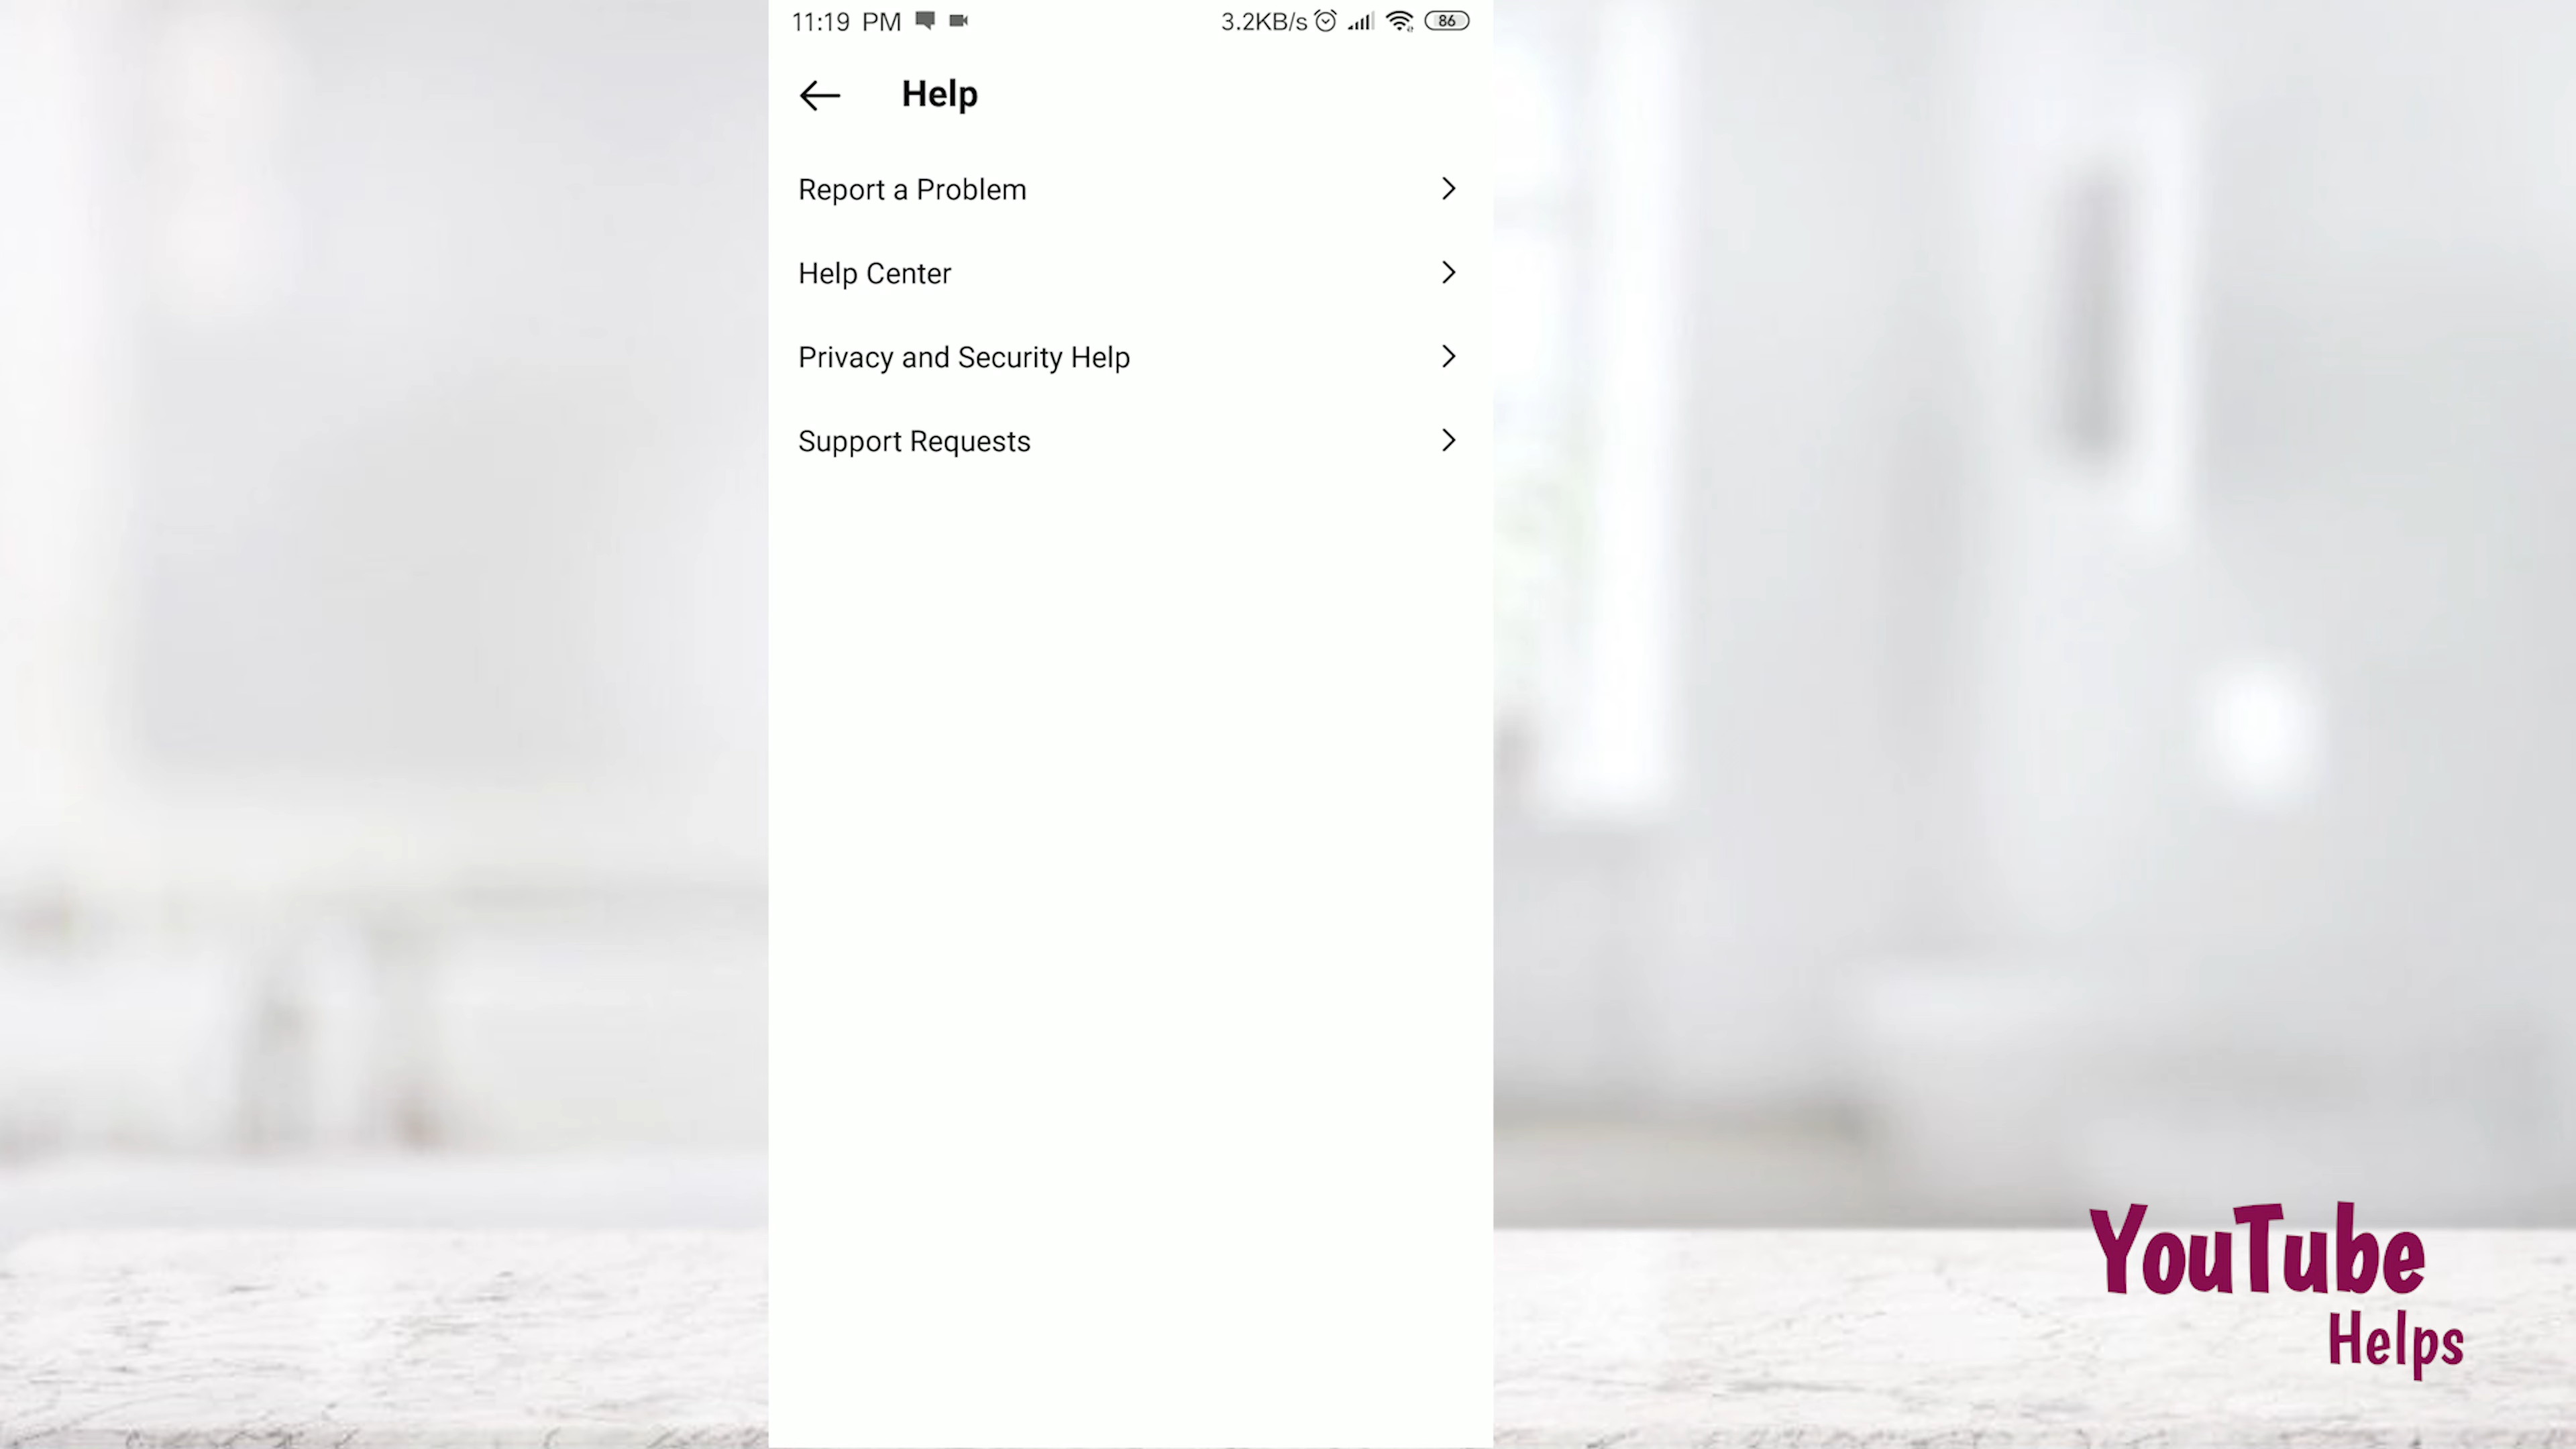 11:19 PM 3.2KB/s 86
Help
Report a Problem
Help Center
Privacy and Security Help
Support Requests
YouTube
Helps